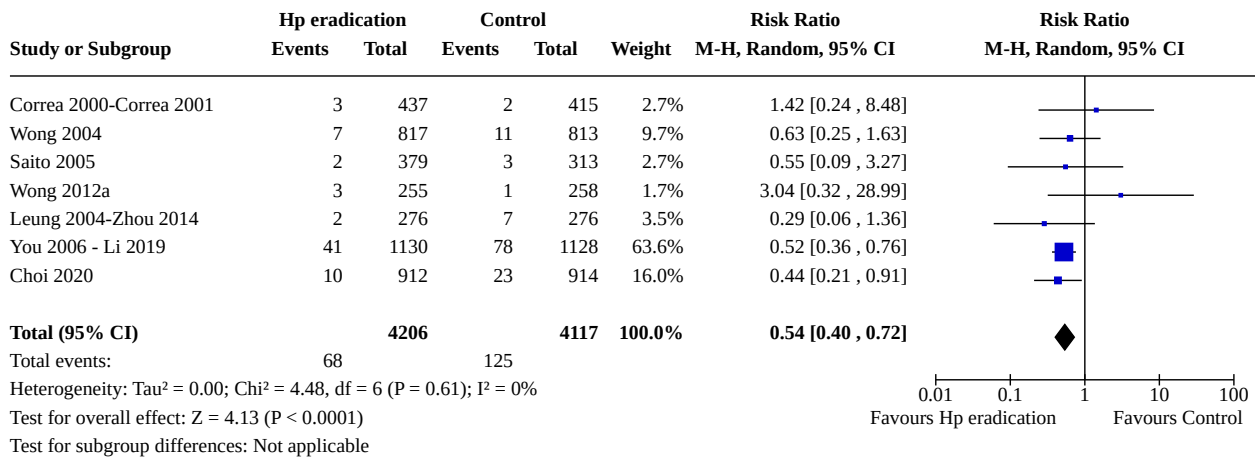 Hp eradication Control Risk Ratio Risk Ratio
Study or Subgroup Events Total Events Total Weight M-H, Random, 95% CI M-H, Random, 95% CI
Correa 2000-Correa 2001 3 437 2 415 2.7% 1.42 [0.24 , 8.48]
Wong 2004 7 817 11 813 9.7% 0.63 [0.25 , 1.63]
Saito 2005 2 379 3 313 2.7% 0.55 [0.09 , 3.27]
Wong 2012a 3 255 1 258 1.7% 3.04 [0.32 , 28.99]
Leung 2004-Zhou 2014 2 276 7 276 3.5% 0.29 [0.06 , 1.36]
You 2006 - Li 2019 41 1130 78 1128 63.6% 0.52 [0.36 , 0.76]
Choi 2020 10 912 23 914 16.0% 0.44 [0.21 , 0.91]
Total (95% CI) 4206 4117 100.0% 0.54 [0.40 , 0.72]
Total events: 68 125
Heterogeneity: Tau² = 0.00; Chi² = 4.48, df = 6 (P = 0.61); I² = 0%
0.01 0.1 1 10 100
Test for overall effect: Z = 4.13 (P < 0.0001)
Favours Hp eradication Favours Control
Test for subgroup differences: Not applicable